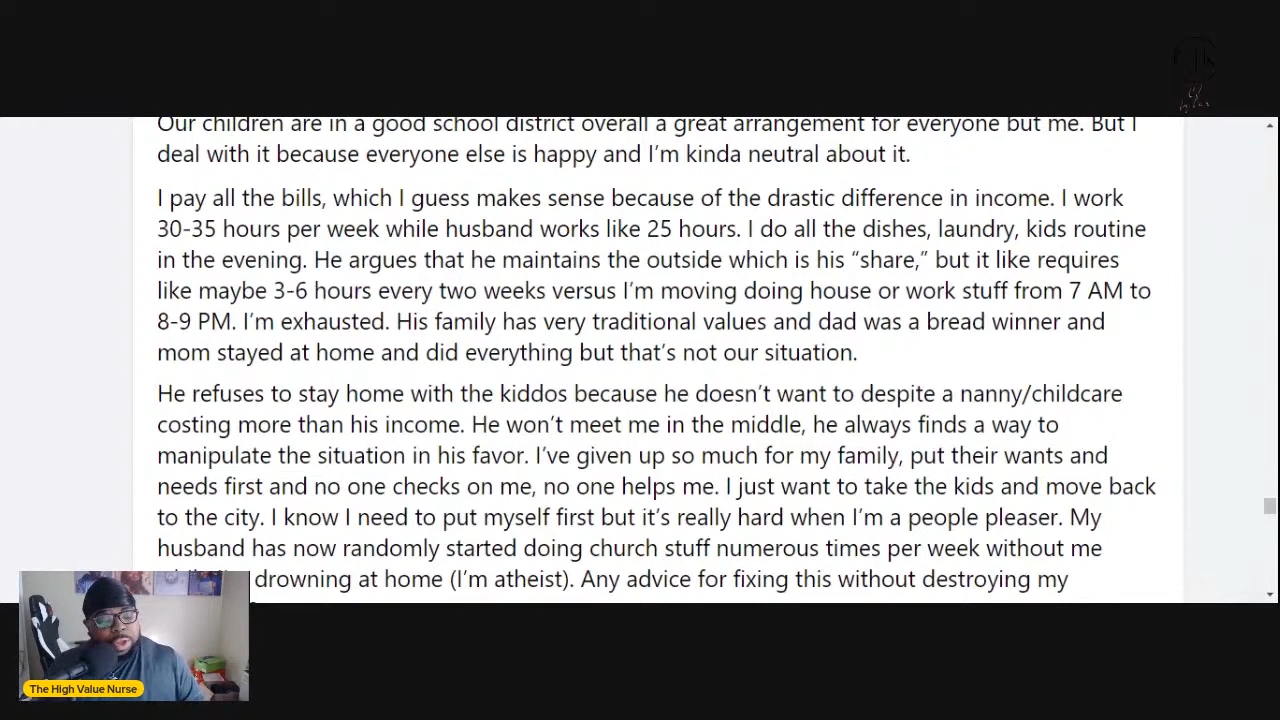 Our children are in a good school district overall a great arrangement for everyone but me. But I
deal with it because everyone else is happy and I’m kinda neutral about it.
I pay all the bills, which I guess makes sense because of the drastic difference in income. I work
30-35 hours per week while husband works like 25 hours. I do all the dishes, laundry, kids routine
in the evening. He argues that he maintains the outside which is his “share,” but it like requires
like maybe 3-6 hours every two weeks versus I’m moving doing house or work stuff from 7 AM to
8-9 PM. I’m exhausted. His family has very traditional values and dad was a bread winner and
mom stayed at home and did everything but that’s not our situation.
He refuses to stay home with the kiddos because he doesn’t want to despite a nanny/childcare
costing more than his income. He won’t meet me in the middle, he always finds a way to
manipulate the situation in his favor. I’ve given up so much for my family, put their wants and
needs first and no one checks on me, no one helps me. I just want to take the kids and move back
to the city. I know I need to put myself first but it’s really hard when I’m a people pleaser. My
husband has now randomly started doing church stuff numerous times per week without me
drowning at home (I’m atheist). Any advice for fixing this without destroying my
The High Value Nurse